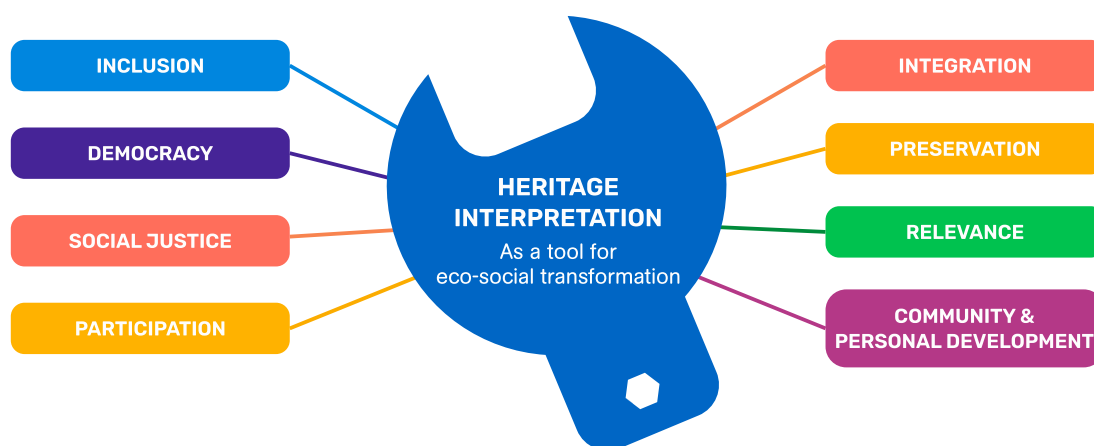 INCLUSION
DEMOCRACY
SOCIAL JUSTICE
PARTICIPATION
HERITAGE
INTERPRETATION
As a tool for
eco-social transformation
INTEGRATION
PRESERVATION
RELEVANCE
COMMUNITY &
PERSONAL DEVELOPMENT